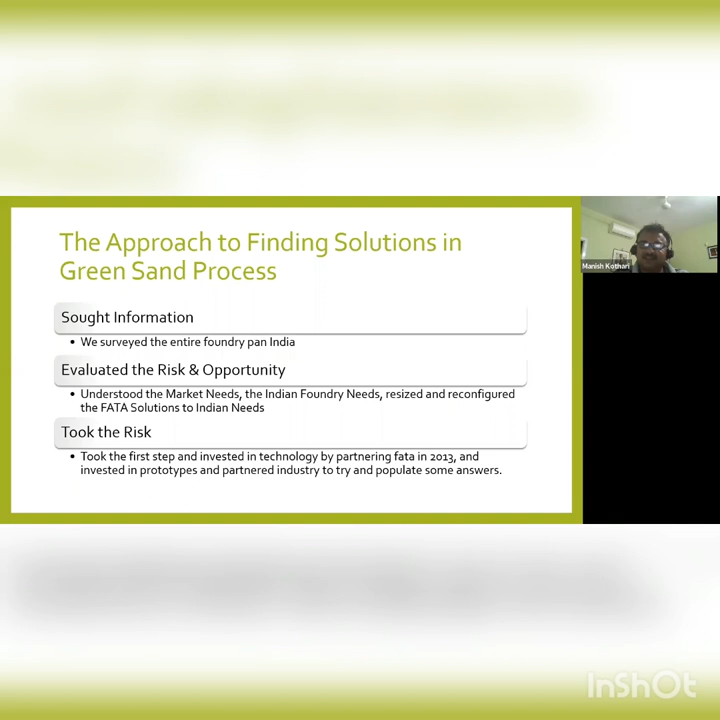 The Approach to Finding Solutions in
Green Sand Process
Sought Information
• We surveyed the entire foundry pan India
Evaluated the Risk & Opportunity
• Understood the Market Needs, the Indian Foundry Needs, resized and reconfigured
the FATA Solutions to Indian Needs
Took the Risk
• Took the first step and invested in technology by partnering fata in 2013, and
invested in prototypes and partnered industry to try and populate some answers.
Manish Kothari
InShOt